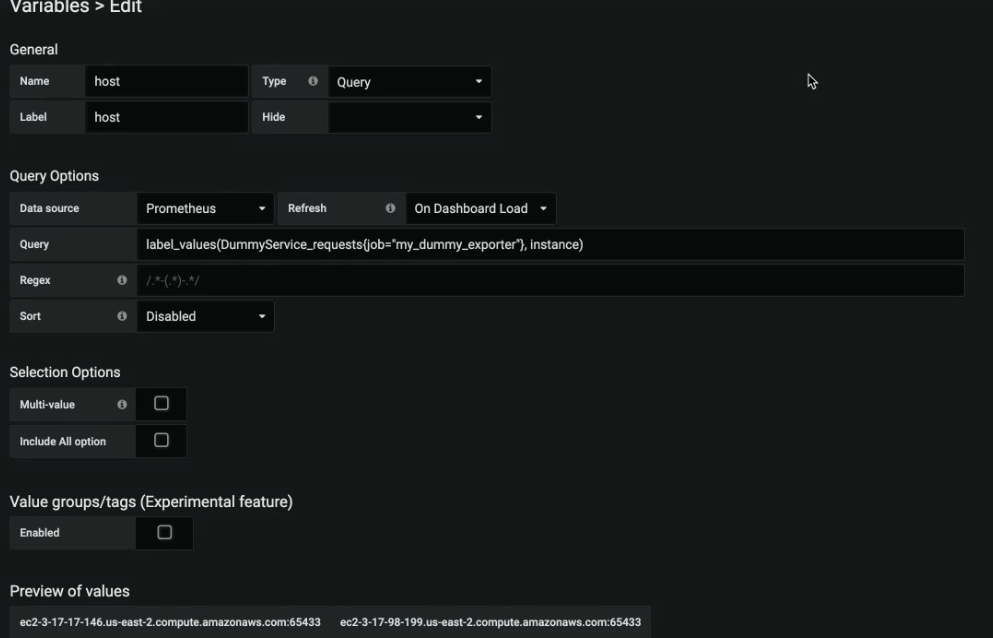 Variables > Edit
General
Name host Type Query
Label host Hide
Query Options
Data source Prometheus Refresh On Dashboard Load
Query label_values(DummyService_requests{job="my_dummy_exporter"}, instance)
Regex /.*-(.*)-.*/
Sort Disabled
Selection Options
Multi-value
Include All option
Value groups/tags (Experimental feature)
Enabled
Preview of values
ec2-3-17-17-146.us-east-2.compute.amazonaws.com:65433 ec2-3-17-98-199.us-east-2.compute.amazonaws.com:65433